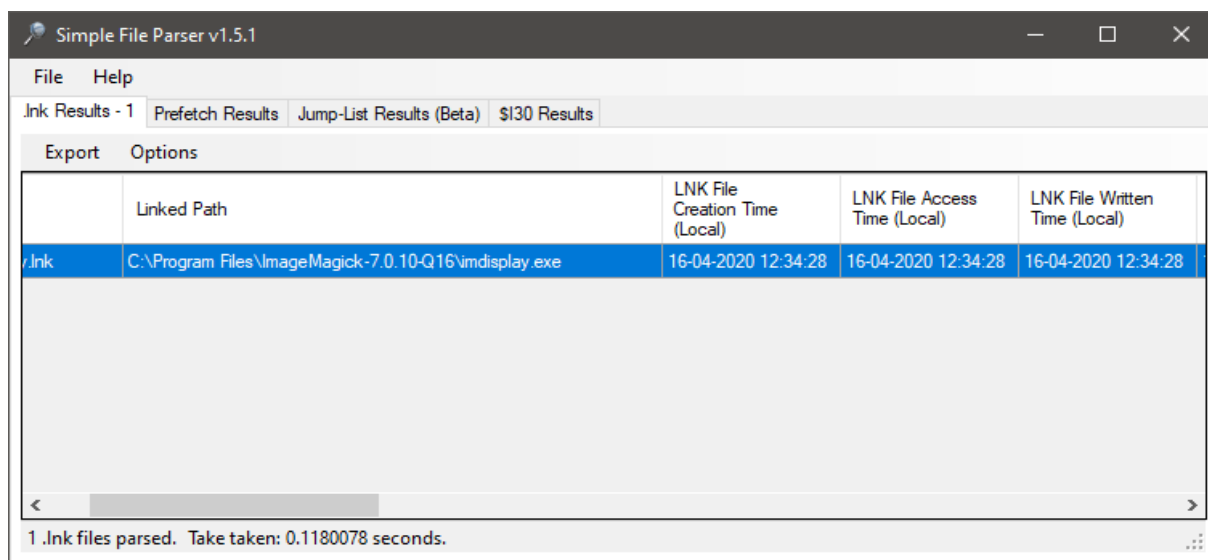 Simple File Parser v1.5.1
File Help
.lnk Results - 1 Prefetch Results Jump-List Results (Beta) $I30 Results
Export Options
Linked Path
LNK File
Creation Time
(Local)
LNK File Access
Time (Local)
LNK File Written
Time (Local)
.lnk C:\Program Files\ImageMagick-7.0.10-Q16\imdisplay.exe 16-04-2020 12:34:28 16-04-2020 12:34:28 16-04-2020 12:34:28
1 .lnk files parsed. Take taken: 0.1180078 seconds.